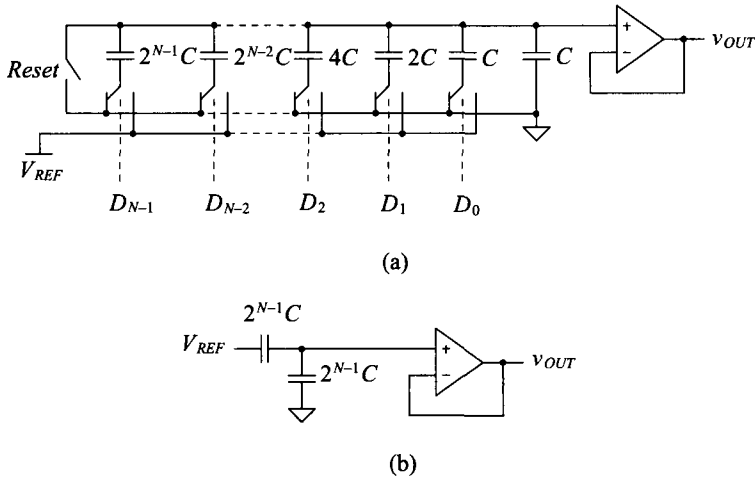 Reset
2^{N-1}C
2^{N-2}C
4C
2C
C
C
+
−
v_{OUT}
V_{REF}
D_{N-1}
D_{N-2}
D_2
D_1
D_0
(a)
2^{N-1}C
V_{REF}
2^{N-1}C
+
−
v_{OUT}
(b)